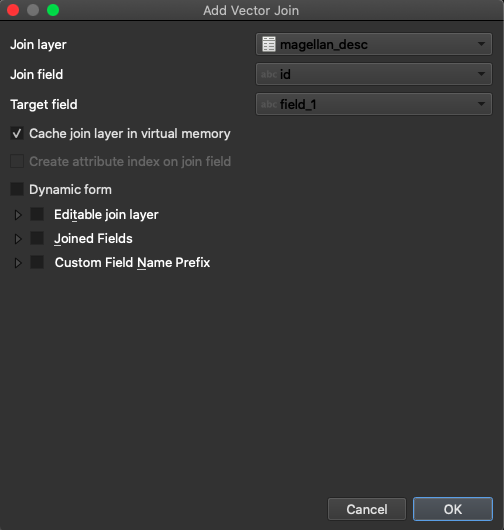 Add Vector Join
Join layer magellan_desc
Join field abc id
Target field abc field_1
Cache join layer in virtual memory
Create attribute index on join field
Dynamic form
Editable join layer
Joined Fields
Custom Field Name Prefix
Cancel OK